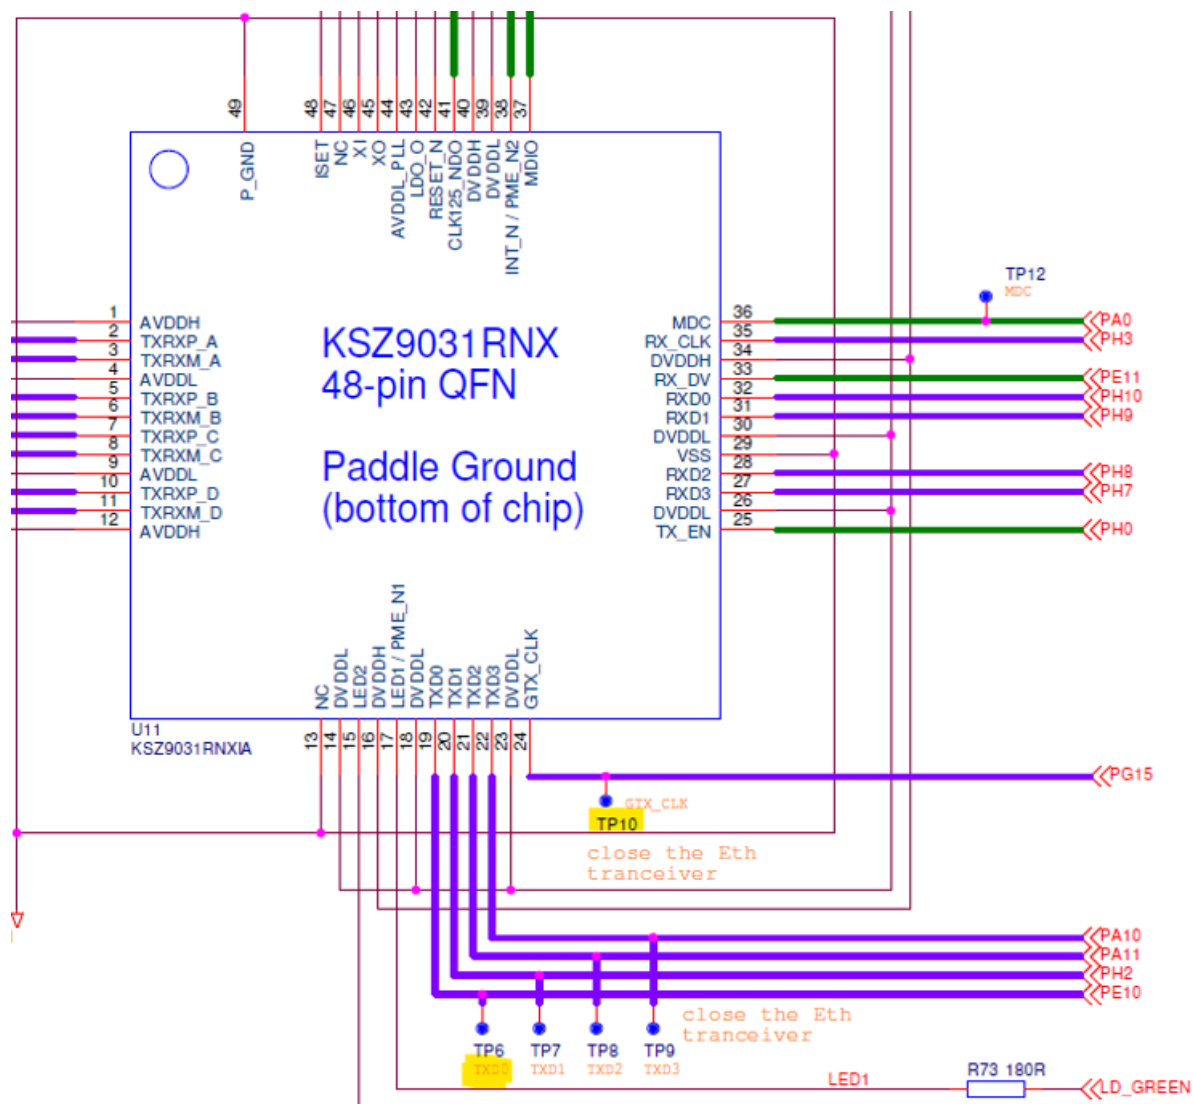 49
48
47
46
45
44
43
42
41
40
39
38
37
P_GND
ISET
NC
XI
XO
AVDDL_PLL
LDO_O
RESET_N
CLK125_NDO
DVDDH
DVDDL
INT_N / PME_N2
MDIO
TP12
MDC
1 AVDDH
2 TXRXP_A
3 TXRXM_A
4 AVDDL
5 TXRXP_B
6 TXRXM_B
7 TXRXP_C
8 TXRXM_C
9 AVDDL
10 TXRXP_D
11 TXRXM_D
12 AVDDH
KSZ9031RNX
48-pin QFN
Paddle Ground
(bottom of chip)
MDC 36 PA0
RX_CLK 35 PH3
DVDDH 34
RX_DV 33 PE11
RXD0 32 PH10
RXD1 31 PH9
DVDDL 30
VSS 29
RXD2 28 PH8
RXD3 27 PH7
DVDDL 26
TX_EN 25 PH0
NC
DVDDL
LED2
DVDDH
LED1 / PME_N1
DVDDL
TXD0
TXD1
TXD2
TXD3
DVDDL
GTX_CLK
U11
KSZ9031RNXIA
13
14
15
16
17
18
19
20
21
22
23
24
PG15
GTX_CLK
TP10
close the Eth
tranceiver
PA10
PA11
PH2
PE10
close the Eth
tranceiver
TP6 TP7 TP8 TP9
TXD0 TXD1 TXD2 TXD3
LED1
R73 180R
LD_GREEN